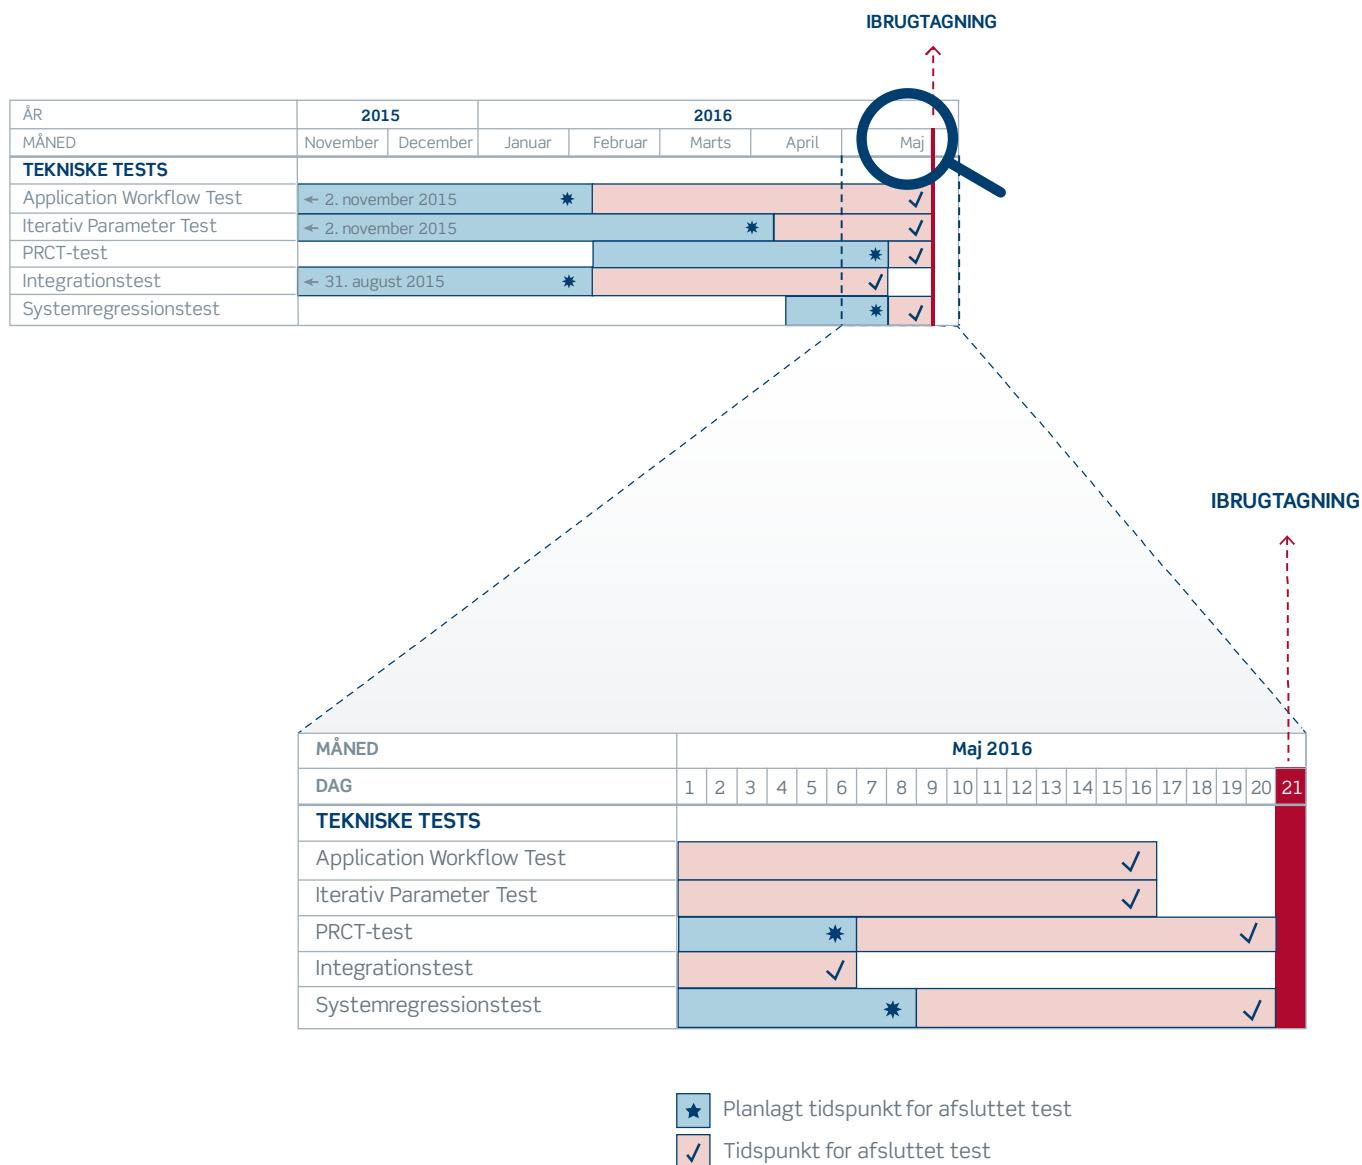 IBRUGTAGNING
ÅR 2015 2016
MÅNED November December Januar Februar Marts April Maj
TEKNISKE TESTS
Application Workflow Test ← 2. november 2015
Iterativ Parameter Test ← 2. november 2015
PRCT-test
Integrationstest ← 31. august 2015
Systemregressionstest
IBRUGTAGNING
MÅNED Maj 2016
DAG 1 2 3 4 5 6 7 8 9 10 11 12 13 14 15 16 17 18 19 20 21
TEKNISKE TESTS
Application Workflow Test
Iterativ Parameter Test
PRCT-test
Integrationstest
Systemregressionstest
Planlagt tidspunkt for afsluttet test
Tidspunkt for afsluttet test